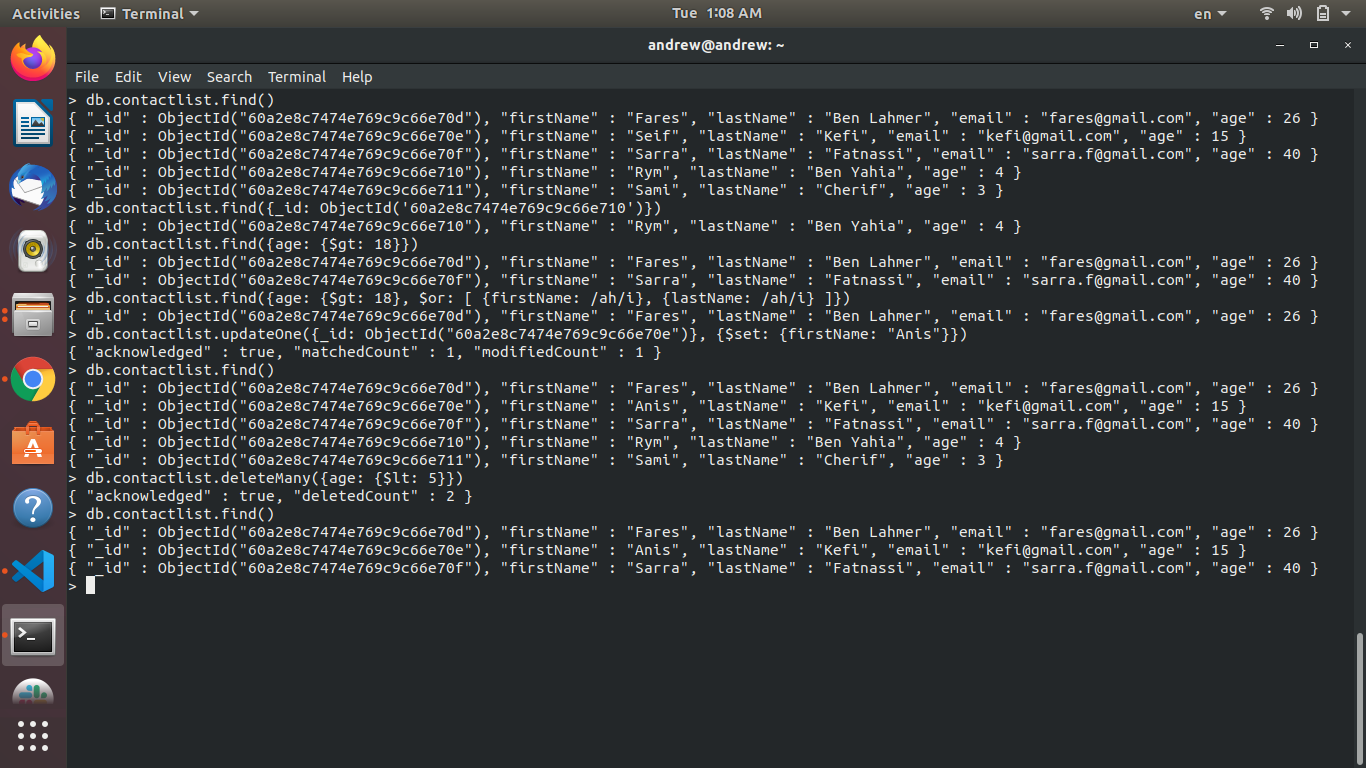 Activities Terminal Tue 1:08 AM en
andrew@andrew: ~
File Edit View Search Terminal Help
> db.contactlist.find()
{ "_id" : ObjectId("60a2e8c7474e769c9c66e70d"), "firstName" : "Fares", "lastName" : "Ben Lahmer", "email" : "fares@gmail.com", "age" : 26 }
{ "_id" : ObjectId("60a2e8c7474e769c9c66e70e"), "firstName" : "Seif", "lastName" : "Kefi", "email" : "kefi@gmail.com", "age" : 15 }
{ "_id" : ObjectId("60a2e8c7474e769c9c66e70f"), "firstName" : "Sarra", "lastName" : "Fatnassi", "email" : "sarra.f@gmail.com", "age" : 40 }
{ "_id" : ObjectId("60a2e8c7474e769c9c66e710"), "firstName" : "Rym", "lastName" : "Ben Yahia", "age" : 4 }
{ "_id" : ObjectId("60a2e8c7474e769c9c66e711"), "firstName" : "Sami", "lastName" : "Cherif", "age" : 3 }
> db.contactlist.find({_id: ObjectId('60a2e8c7474e769c9c66e710')})
{ "_id" : ObjectId("60a2e8c7474e769c9c66e710"), "firstName" : "Rym", "lastName" : "Ben Yahia", "age" : 4 }
> db.contactlist.find({age: {$gt: 18}})
{ "_id" : ObjectId("60a2e8c7474e769c9c66e70d"), "firstName" : "Fares", "lastName" : "Ben Lahmer", "email" : "fares@gmail.com", "age" : 26 }
{ "_id" : ObjectId("60a2e8c7474e769c9c66e70f"), "firstName" : "Sarra", "lastName" : "Fatnassi", "email" : "sarra.f@gmail.com", "age" : 40 }
> db.contactlist.find({age: {$gt: 18}, $or: [ {firstName: /ah/i}, {lastName: /ah/i} ]})
{ "_id" : ObjectId("60a2e8c7474e769c9c66e70d"), "firstName" : "Fares", "lastName" : "Ben Lahmer", "email" : "fares@gmail.com", "age" : 26 }
> db.contactlist.updateOne({_id: ObjectId("60a2e8c7474e769c9c66e70e")}, {$set: {firstName: "Anis"}})
{ "acknowledged" : true, "matchedCount" : 1, "modifiedCount" : 1 }
> db.contactlist.find()
{ "_id" : ObjectId("60a2e8c7474e769c9c66e70d"), "firstName" : "Fares", "lastName" : "Ben Lahmer", "email" : "fares@gmail.com", "age" : 26 }
{ "_id" : ObjectId("60a2e8c7474e769c9c66e70e"), "firstName" : "Anis", "lastName" : "Kefi", "email" : "kefi@gmail.com", "age" : 15 }
{ "_id" : ObjectId("60a2e8c7474e769c9c66e70f"), "firstName" : "Sarra", "lastName" : "Fatnassi", "email" : "sarra.f@gmail.com", "age" : 40 }
{ "_id" : ObjectId("60a2e8c7474e769c9c66e710"), "firstName" : "Rym", "lastName" : "Ben Yahia", "age" : 4 }
{ "_id" : ObjectId("60a2e8c7474e769c9c66e711"), "firstName" : "Sami", "lastName" : "Cherif", "age" : 3 }
> db.contactlist.deleteMany({age: {$lt: 5}})
{ "acknowledged" : true, "deletedCount" : 2 }
> db.contactlist.find()
{ "_id" : ObjectId("60a2e8c7474e769c9c66e70d"), "firstName" : "Fares", "lastName" : "Ben Lahmer", "email" : "fares@gmail.com", "age" : 26 }
{ "_id" : ObjectId("60a2e8c7474e769c9c66e70e"), "firstName" : "Anis", "lastName" : "Kefi", "email" : "kefi@gmail.com", "age" : 15 }
{ "_id" : ObjectId("60a2e8c7474e769c9c66e70f"), "firstName" : "Sarra", "lastName" : "Fatnassi", "email" : "sarra.f@gmail.com", "age" : 40 }
>